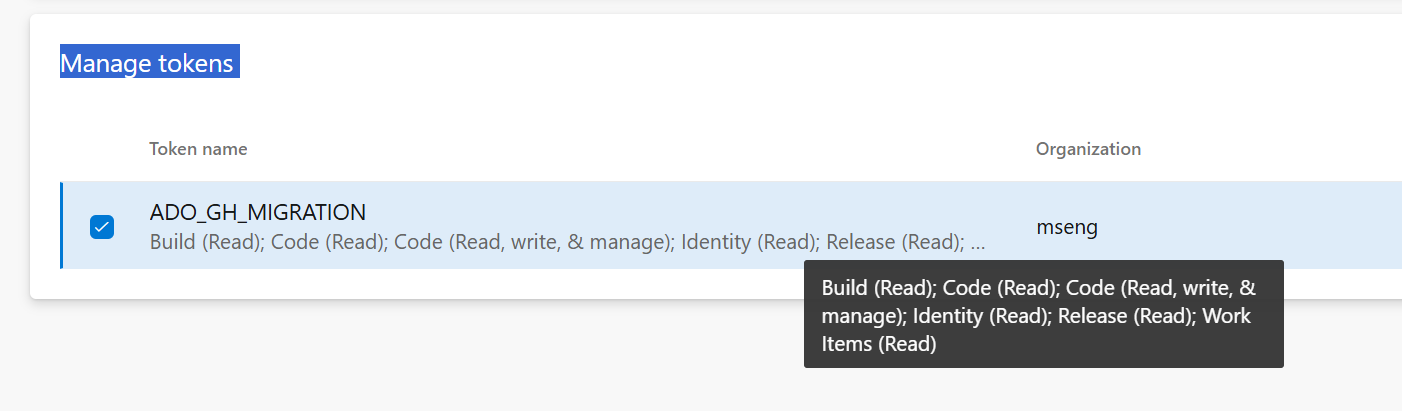 Manage tokens
Token name
Organization
ADO_GH_MIGRATION
Build (Read); Code (Read); Code (Read, write, & manage); Identity (Read); Release (Read); ...
mseng
Build (Read); Code (Read); Code (Read, write, &
manage); Identity (Read); Release (Read); Work
Items (Read)